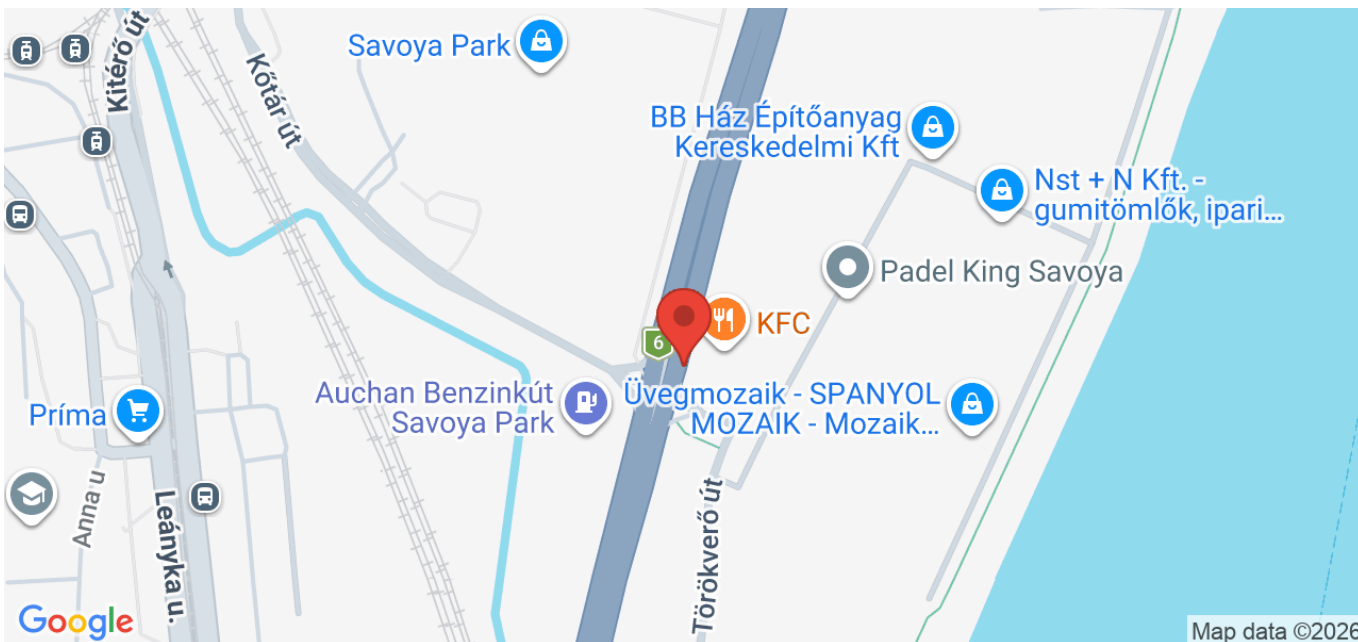 Savoya Park
Kitérő út
Kőtár út
BB Ház Építőanyag
Kereskedelmi Kft
Nst + N Kft. -
gumitömlők, ipari...
Padel King Savoya
KFC
6
Auchan Benzinkút
Savoya Park
Üvegmozaik - SPANYOL
MOZAIK - Mozaik...
Príma
Anna u
Leányka u.
Törökverő út
Google
Map data ©2026